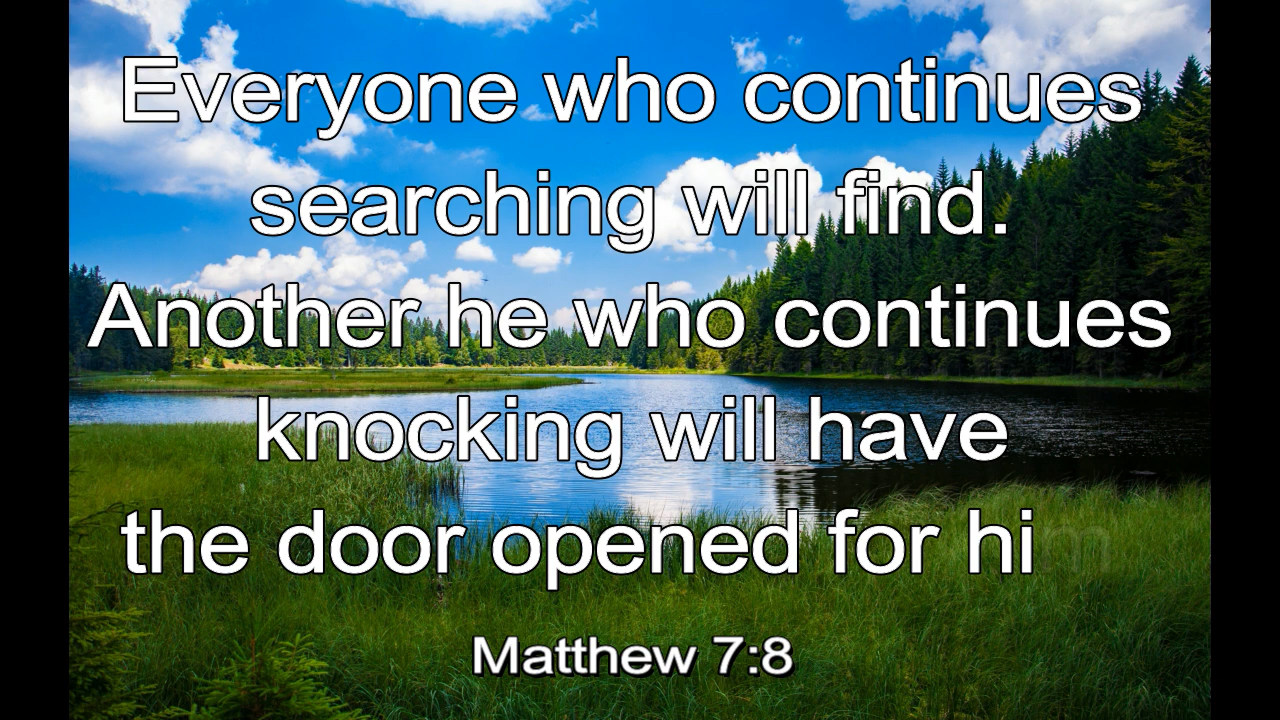 Everyone who continues
searching will find.
Another he who continues
knocking will have
the door opened for him
Matthew 7:8